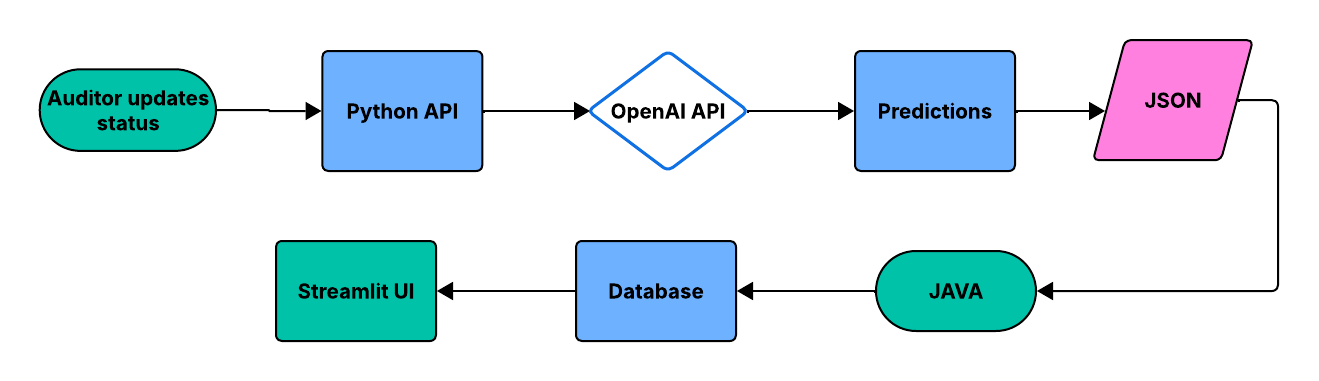 Auditor updates
status
Python API
OpenAI API
Predictions
JSON
Streamlit UI
Database
JAVA